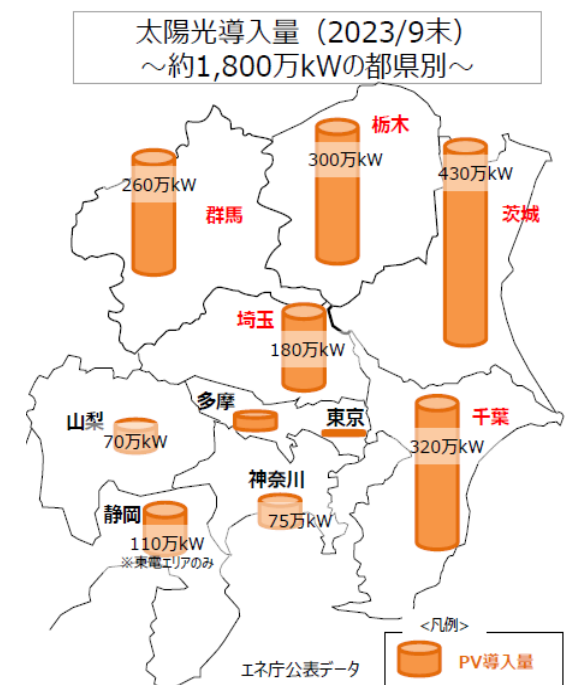 太陽光導入量（2023/9末）
～約1,800万kWの都県別～
栃木
300万kW
430万kW
260万kW
群馬
茨城
埼玉
180万kW
多摩
東京
山梨
70万kW
千葉
320万kW
神奈川
75万kW
静岡
110万kW
※東電エリアのみ
<凡例>
PV導入量
エネ庁公表データ